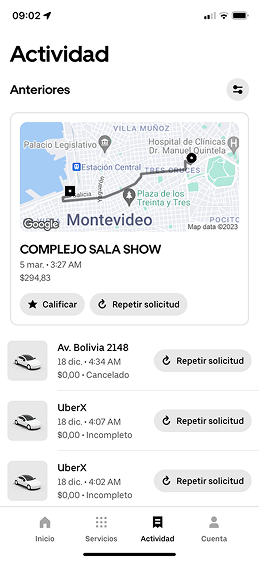 09:02
Actividad
Anteriores
VILLA MUÑOZ
Palacio Legislativo
Hospital de Clínicas
Dr. Manuel Quintela
Estación Central
TRES CRUCES
Galicia
Plaza de los
Treinta y Tres
Montevideo
POCITO
Google
Map data ©2023
COMPLEJO SALA SHOW
5 mar. • 3:27 AM
$294,83
Calificar
Repetir solicitud
Av. Bolivia 2148
18 dic. • 4:34 AM
$0,00 • Cancelado
Repetir solicitud
UberX
18 dic. • 4:07 AM
$0,00 • Incompleto
Repetir solicitud
UberX
18 dic. • 4:02 AM
$0,00 • Incompleto
Repetir solicitud
Inicio
Servicios
Actividad
Cuenta